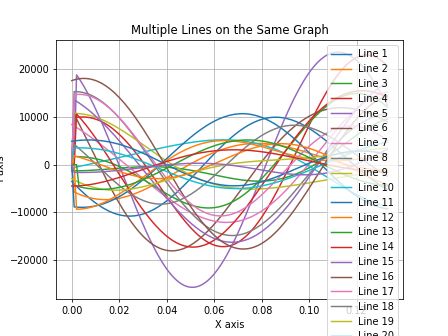 Multiple Lines on the Same Graph
20000
10000
0
−10000
−20000
axis
0.00
0.02
0.04
0.06
0.08
0.10
X axis
Line 1
Line 2
Line 3
Line 4
Line 5
Line 6
Line 7
Line 8
Line 9
Line 10
Line 11
Line 12
Line 13
Line 14
Line 15
Line 16
Line 17
Line 18
Line 19
Line 20